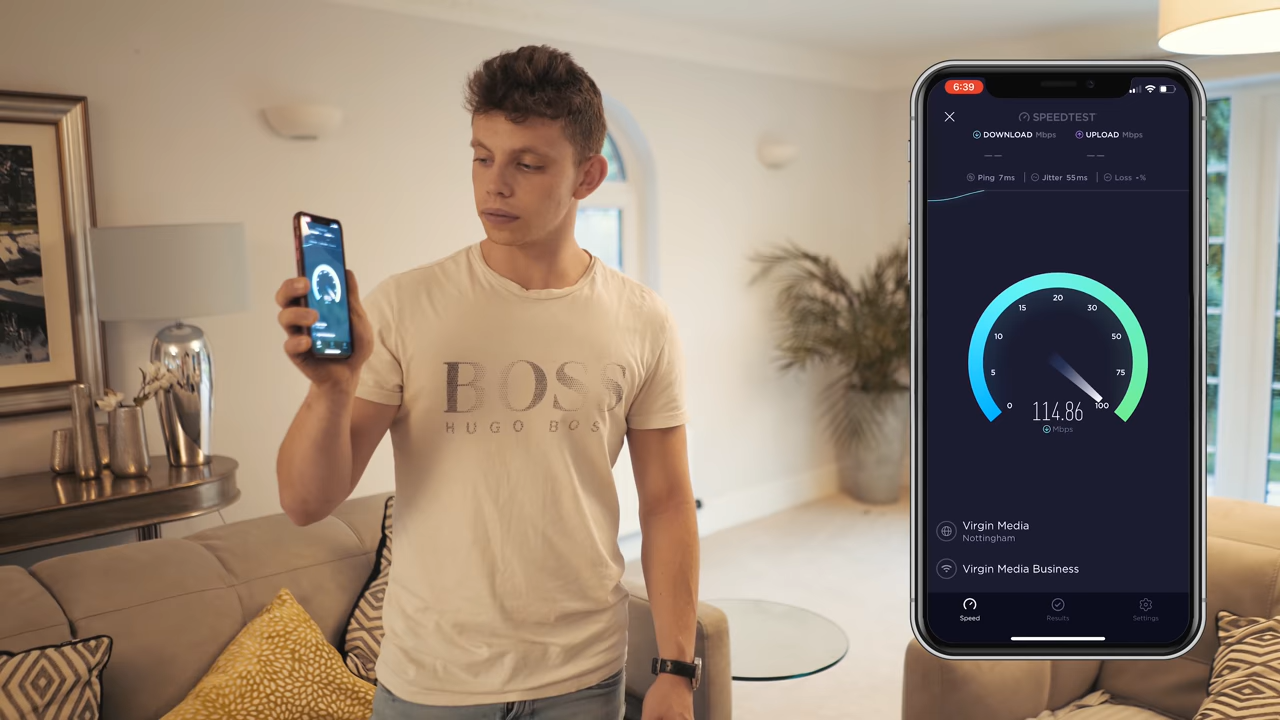 BOSS
HUGO BOS
6:39
SPEEDTEST
DOWNLOAD Mbps UPLOAD Mbps
— — — —
Ping 7ms | Jitter 55ms | Loss -%
0
5
10
15
20
30
50
75
100
114.86
Mbps
Virgin Media
Nottingham
Virgin Media Business
Speed Results Settings